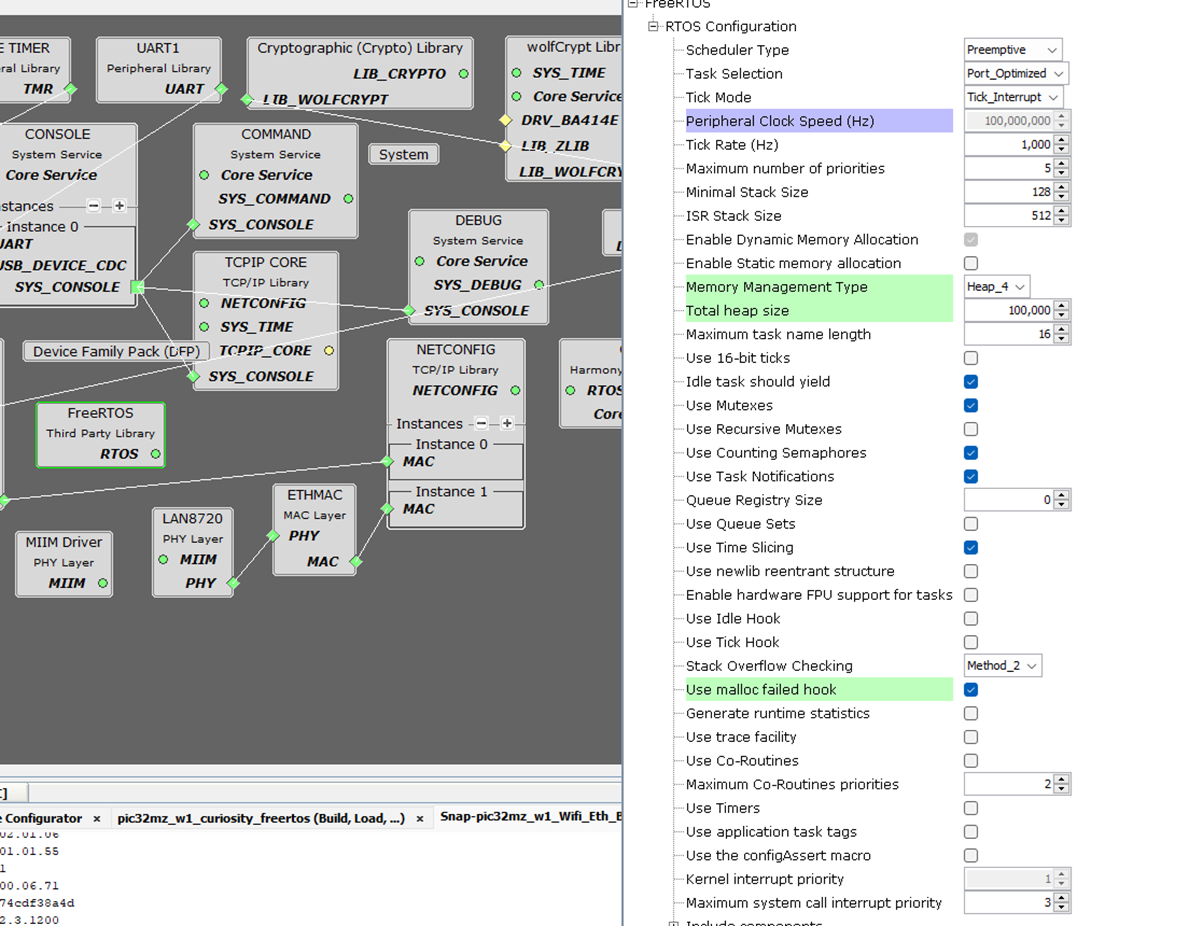 E TIMER
ral Library
TMR
UART1
Peripheral Library
UART
Cryptographic (Crypto) Library
LIB_CRYPTO
LIB_WOLFCRYPT
wolfCrypt Libr
SYS_TIME
Core Service
DRV_BA414E
LIB_ZLIB
LIB_WOLFCRY
CONSOLE
System Service
Core Service
stances
Instance 0
UART
USB_DEVICE_CDC
SYS_CONSOLE
COMMAND
System Service
Core Service
SYS_COMMAND
SYS_CONSOLE
System
DEBUG
System Service
Core Service
SYS_DEBUG
SYS_CONSOLE
TCPIP CORE
TCP/IP Library
NETCONFIG
SYS_TIME
TCPIP_CORE
SYS_CONSOLE
Device Family Pack (DFP)
NETCONFIG
TCP/IP Library
NETCONFIG
Instances
Instance 0
MAC
Instance 1
MAC
Harmony
RTOS
Core
FreeRTOS
Third Party Library
RTOS
ETHMAC
MAC Layer
PHY
MAC
LAN8720
PHY Layer
MIIM
PHY
MIIM Driver
PHY Layer
MIIM
:]
e Configurator × pic32mz_w1_curiosity_freertos (Build, Load, ...) × Snap-pic32mz_w1_Wifi_Eth_B
02.01.06
01.01.55
1
00.06.71
74cdf38a4d
2.3.1200
FreeRTOS
RTOS Configuration
Scheduler Type Preemptive
Task Selection Port_Optimized
Tick Mode Tick_Interrupt
Peripheral Clock Speed (Hz) 100,000,000
Tick Rate (Hz) 1,000
Maximum number of priorities 5
Minimal Stack Size 128
ISR Stack Size 512
Enable Dynamic Memory Allocation
Enable Static memory allocation
Memory Management Type Heap_4
Total heap size 100,000
Maximum task name length 16
Use 16-bit ticks
Idle task should yield
Use Mutexes
Use Recursive Mutexes
Use Counting Semaphores
Use Task Notifications
Queue Registry Size 0
Use Queue Sets
Use Time Slicing
Use newlib reentrant structure
Enable hardware FPU support for tasks
Use Idle Hook
Use Tick Hook
Stack Overflow Checking Method_2
Use malloc failed hook
Generate runtime statistics
Use trace facility
Use Co-Routines
Maximum Co-Routines priorities 2
Use Timers
Use application task tags
Use the configAssert macro
Kernel interrupt priority 1
Maximum system call interrupt priority 3
Include components